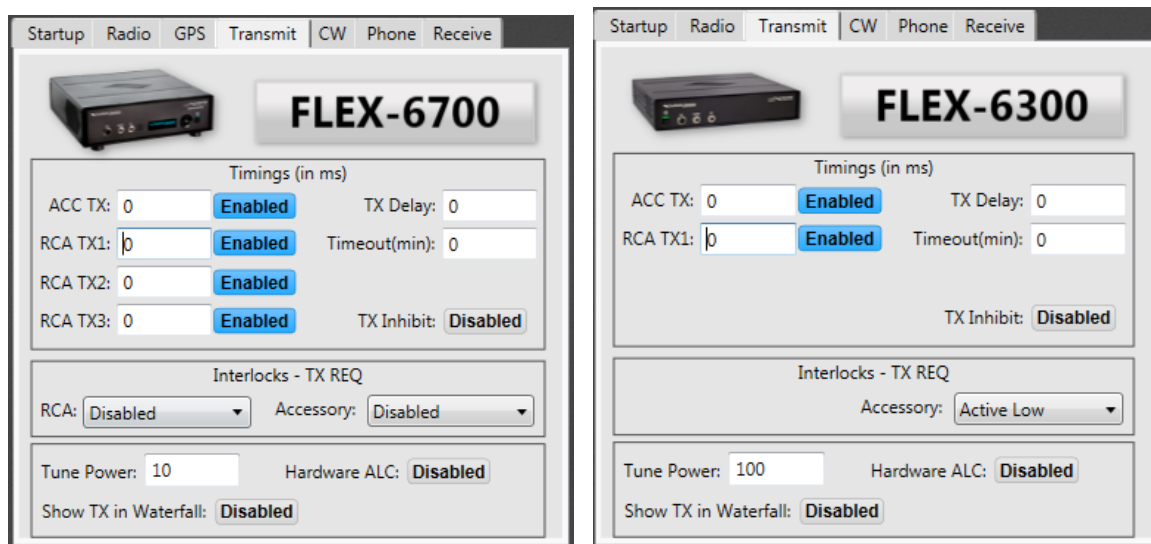 Startup Radio GPS Transmit CW Phone Receive
FLEX-6700
Timings (in ms)
ACC TX: 0 Enabled TX Delay: 0
RCA TX1: 0 Enabled Timeout(min): 0
RCA TX2: 0 Enabled
RCA TX3: 0 Enabled TX Inhibit: Disabled
Interlocks - TX REQ
RCA: Disabled Accessory: Disabled
Tune Power: 10 Hardware ALC: Disabled
Show TX in Waterfall: Disabled
Startup Radio Transmit CW Phone Receive
FLEX-6300
Timings (in ms)
ACC TX: 0 Enabled TX Delay: 0
RCA TX1: 0 Enabled Timeout(min): 0
TX Inhibit: Disabled
Interlocks - TX REQ
Accessory: Active Low
Tune Power: 100 Hardware ALC: Disabled
Show TX in Waterfall: Disabled